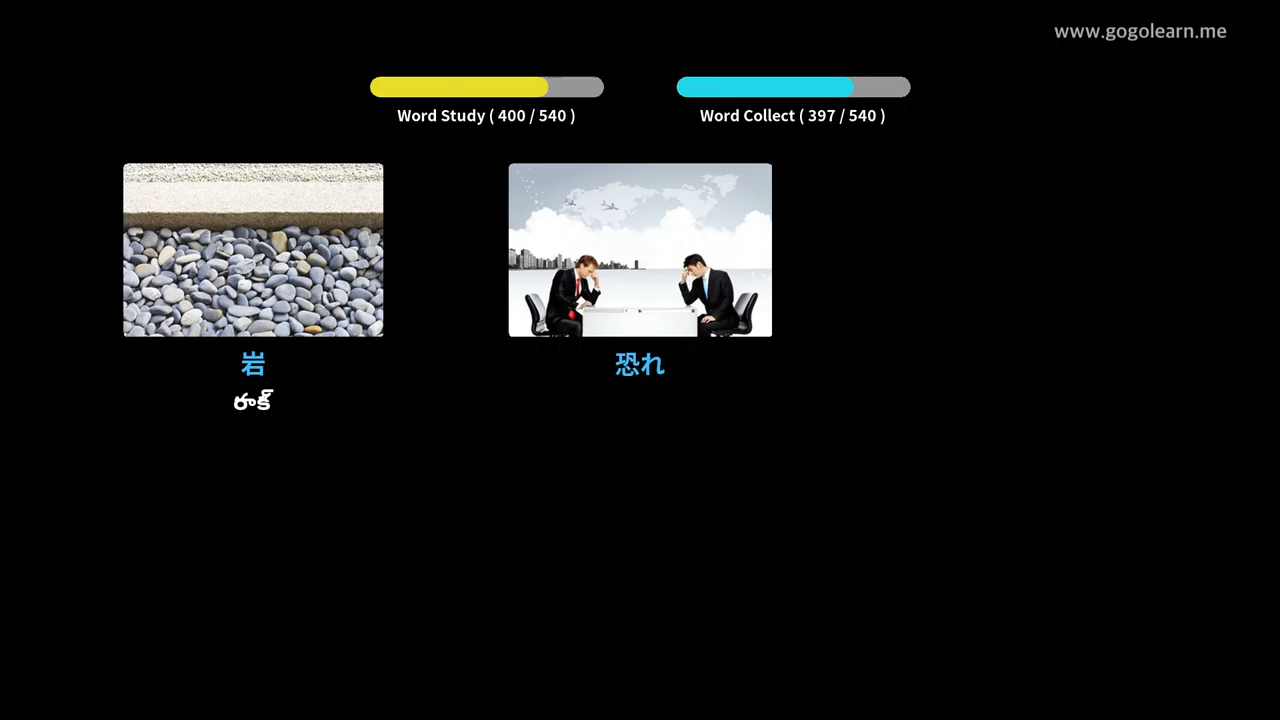 www.gogolearn.me
Word Study ( 400 / 540 )
Word Collect ( 397 / 540 )
岩
రూక్
恐れ